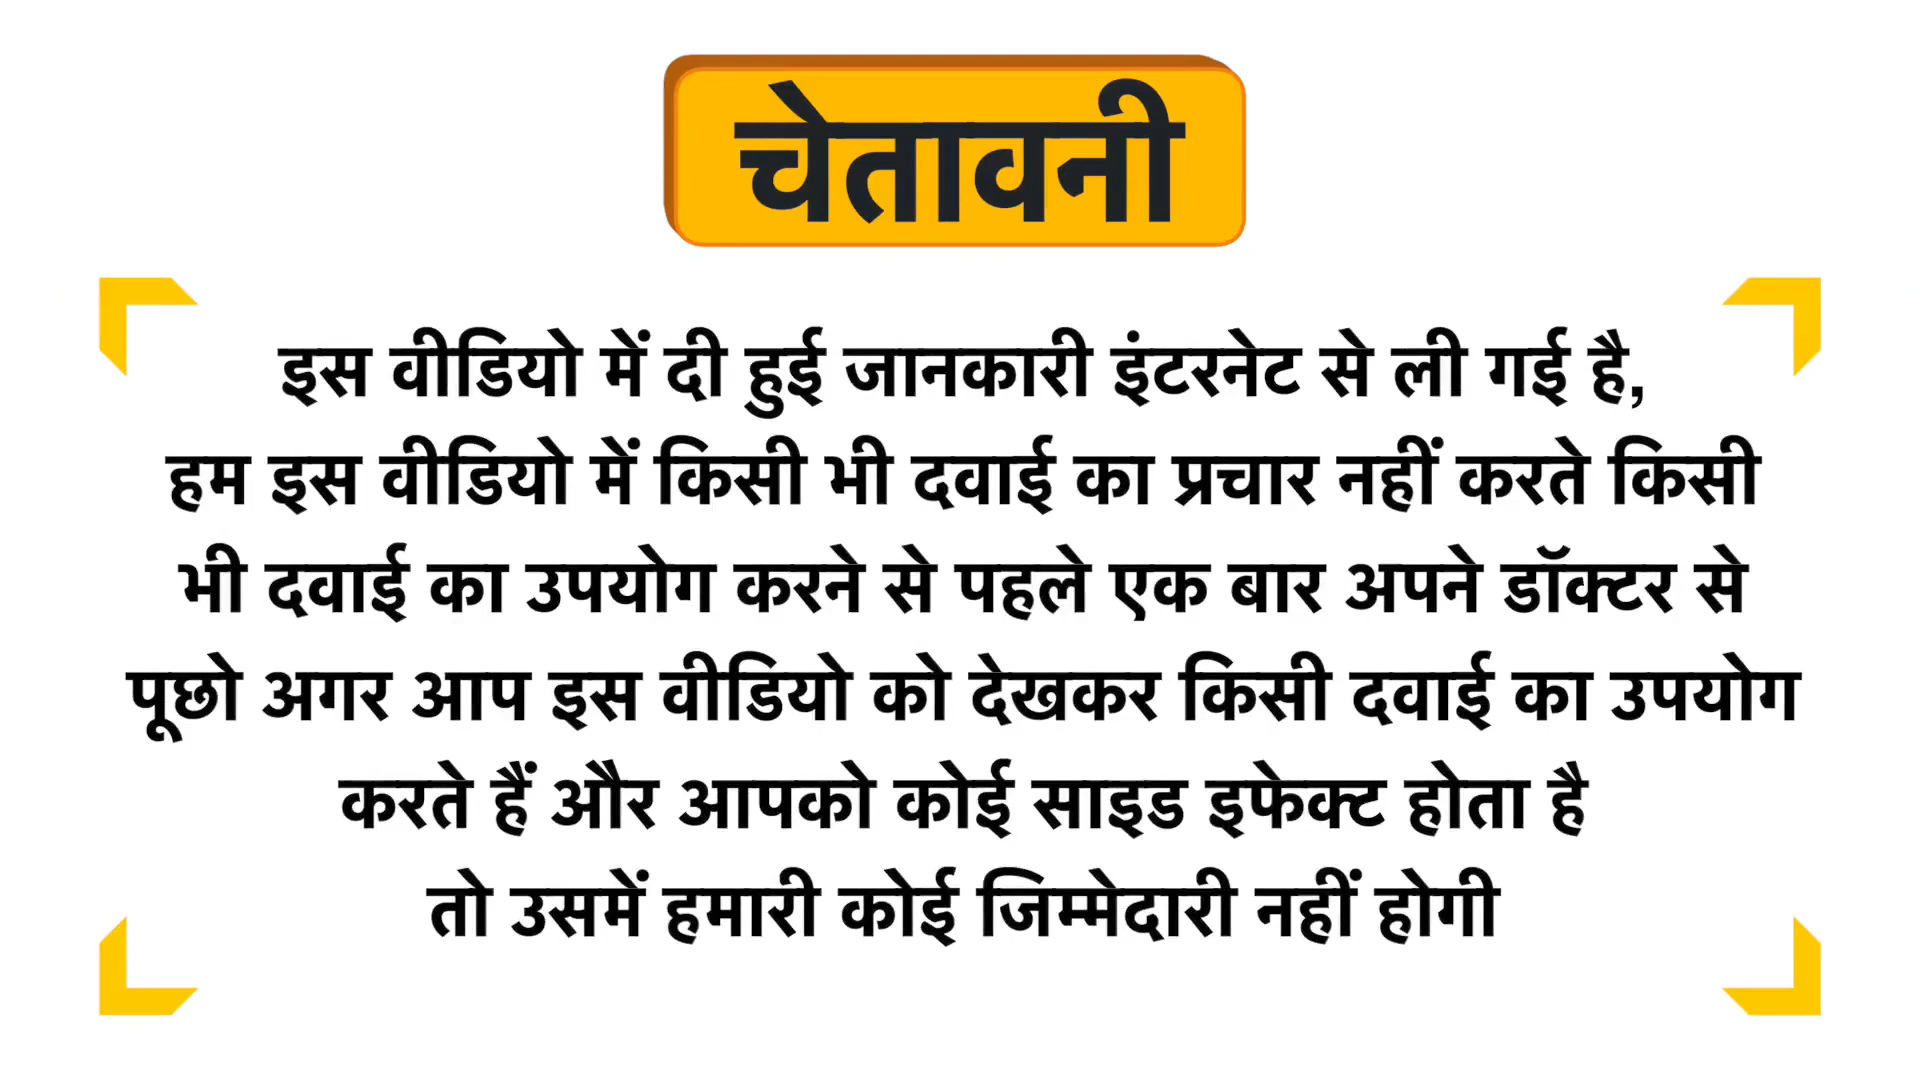 चेतावनी
इस वीडियो में दी हुई जानकारी इंटरनेट से ली गई है,
हम इस वीडियो में किसी भी दवाई का प्रचार नहीं करते किसी
भी दवाई का उपयोग करने से पहले एक बार अपने डॉक्टर से
पूछो अगर आप इस वीडियो को देखकर किसी दवाई का उपयोग
करते हैं और आपको कोई साइड इफेक्ट होता है
तो उसमें हमारी कोई जिम्मेदारी नहीं होगी